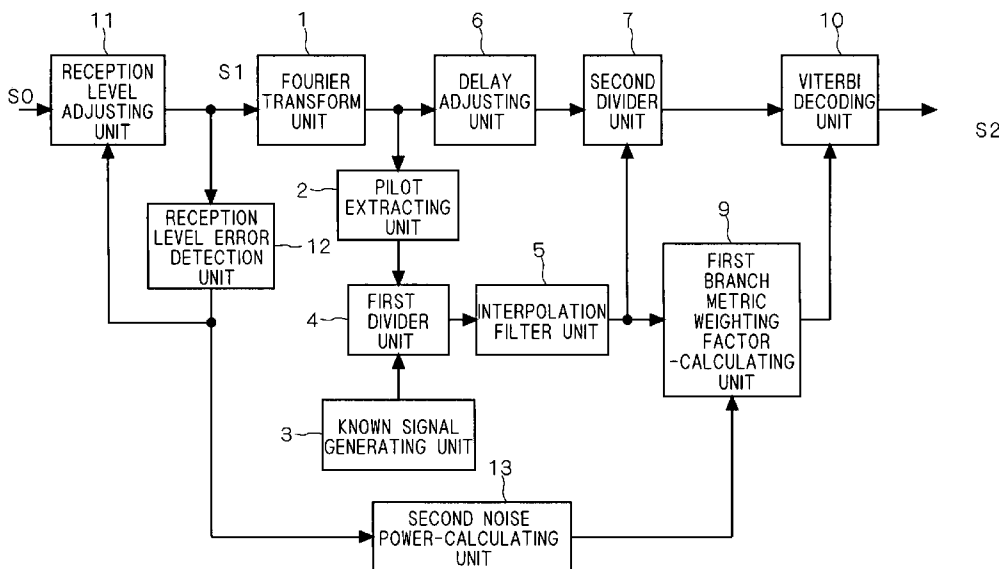 11
RECEPTION
LEVEL
ADJUSTING
UNIT
S0
S1
1
FOURIER
TRANSFORM
UNIT
6
DELAY
ADJUSTING
UNIT
7
SECOND
DIVIDER
UNIT
10
VITERBI
DECODING
UNIT
S2
RECEPTION
LEVEL ERROR
DETECTION
UNIT
12
2
PILOT
EXTRACTING
UNIT
4
FIRST
DIVIDER
UNIT
5
INTERPOLATION
FILTER UNIT
9
FIRST
BRANCH
METRIC
WEIGHTING
FACTOR
-CALCULATING
UNIT
3
KNOWN SIGNAL
GENERATING UNIT
13
SECOND NOISE
POWER-CALCULATING
UNIT